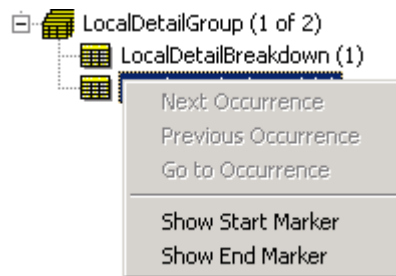 LocalDetailGroup (1 of 2)
LocalDetailBreakdown (1)
Next Occurrence
Previous Occurrence
Go to Occurrence
Show Start Marker
Show End Marker